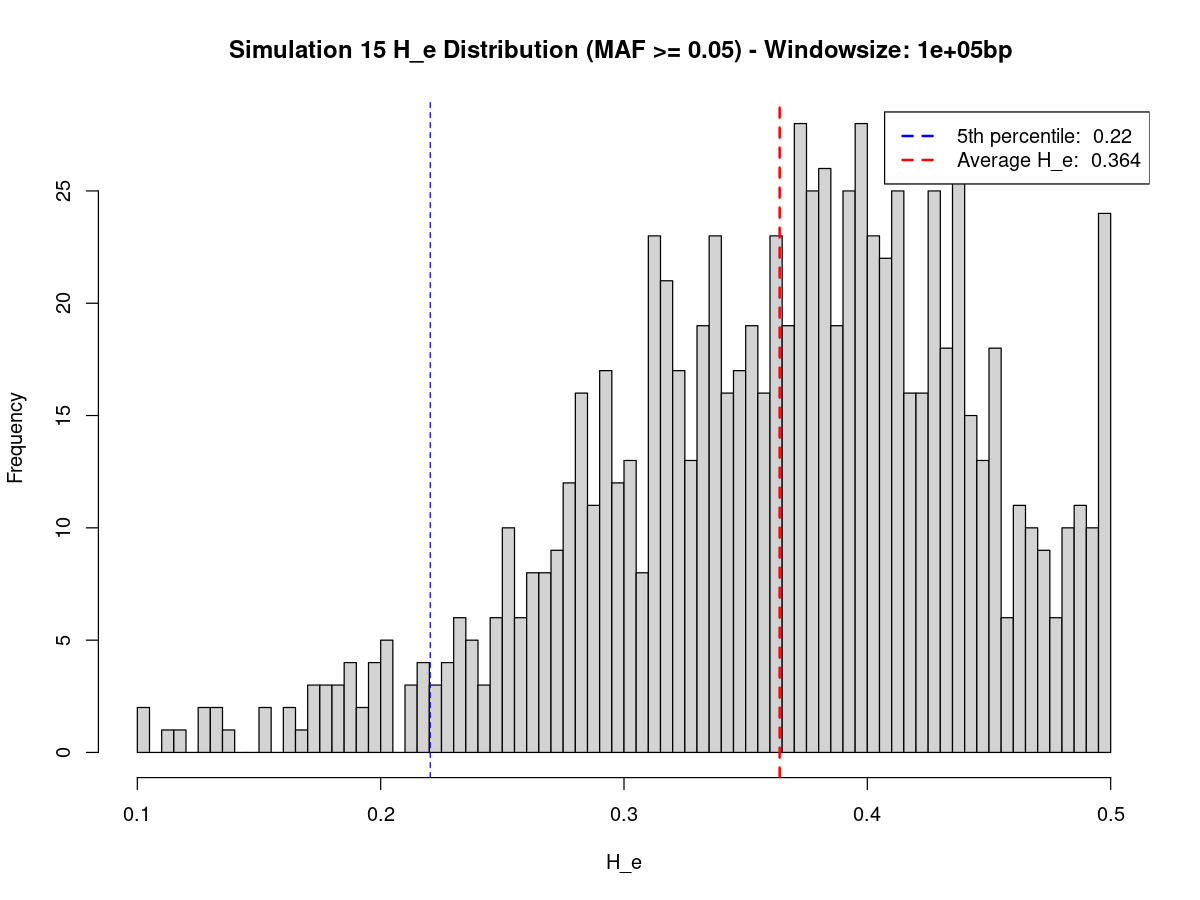 Simulation 15 H_e Distribution (MAF >= 0.05) - Windowsize: 1e+05bp
5th percentile: 0.22
Average H_e: 0.364
Frequency
25
20
15
10
5
0
0.1 0.2 0.3 0.4 0.5
H_e